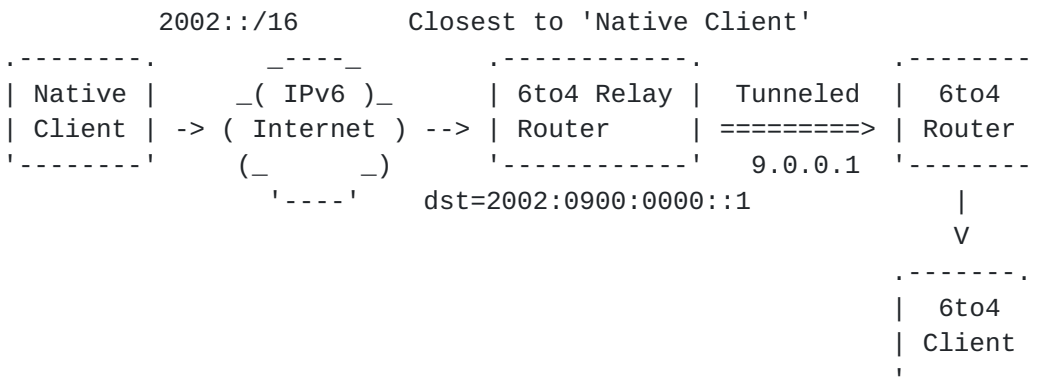 2002::/16 Closest to 'Native Client'
.--------. _----_ .------------. .--------
| Native | _( IPv6 )_ | 6to4 Relay | Tunneled | 6to4
| Client | -> ( Internet ) --> | Router | =========> | Router
'--------' (_ _) '------------' 9.0.0.1 '--------
'----' dst=2002:0900:0000::1 |
V
.-------.
| 6to4
| Client
'